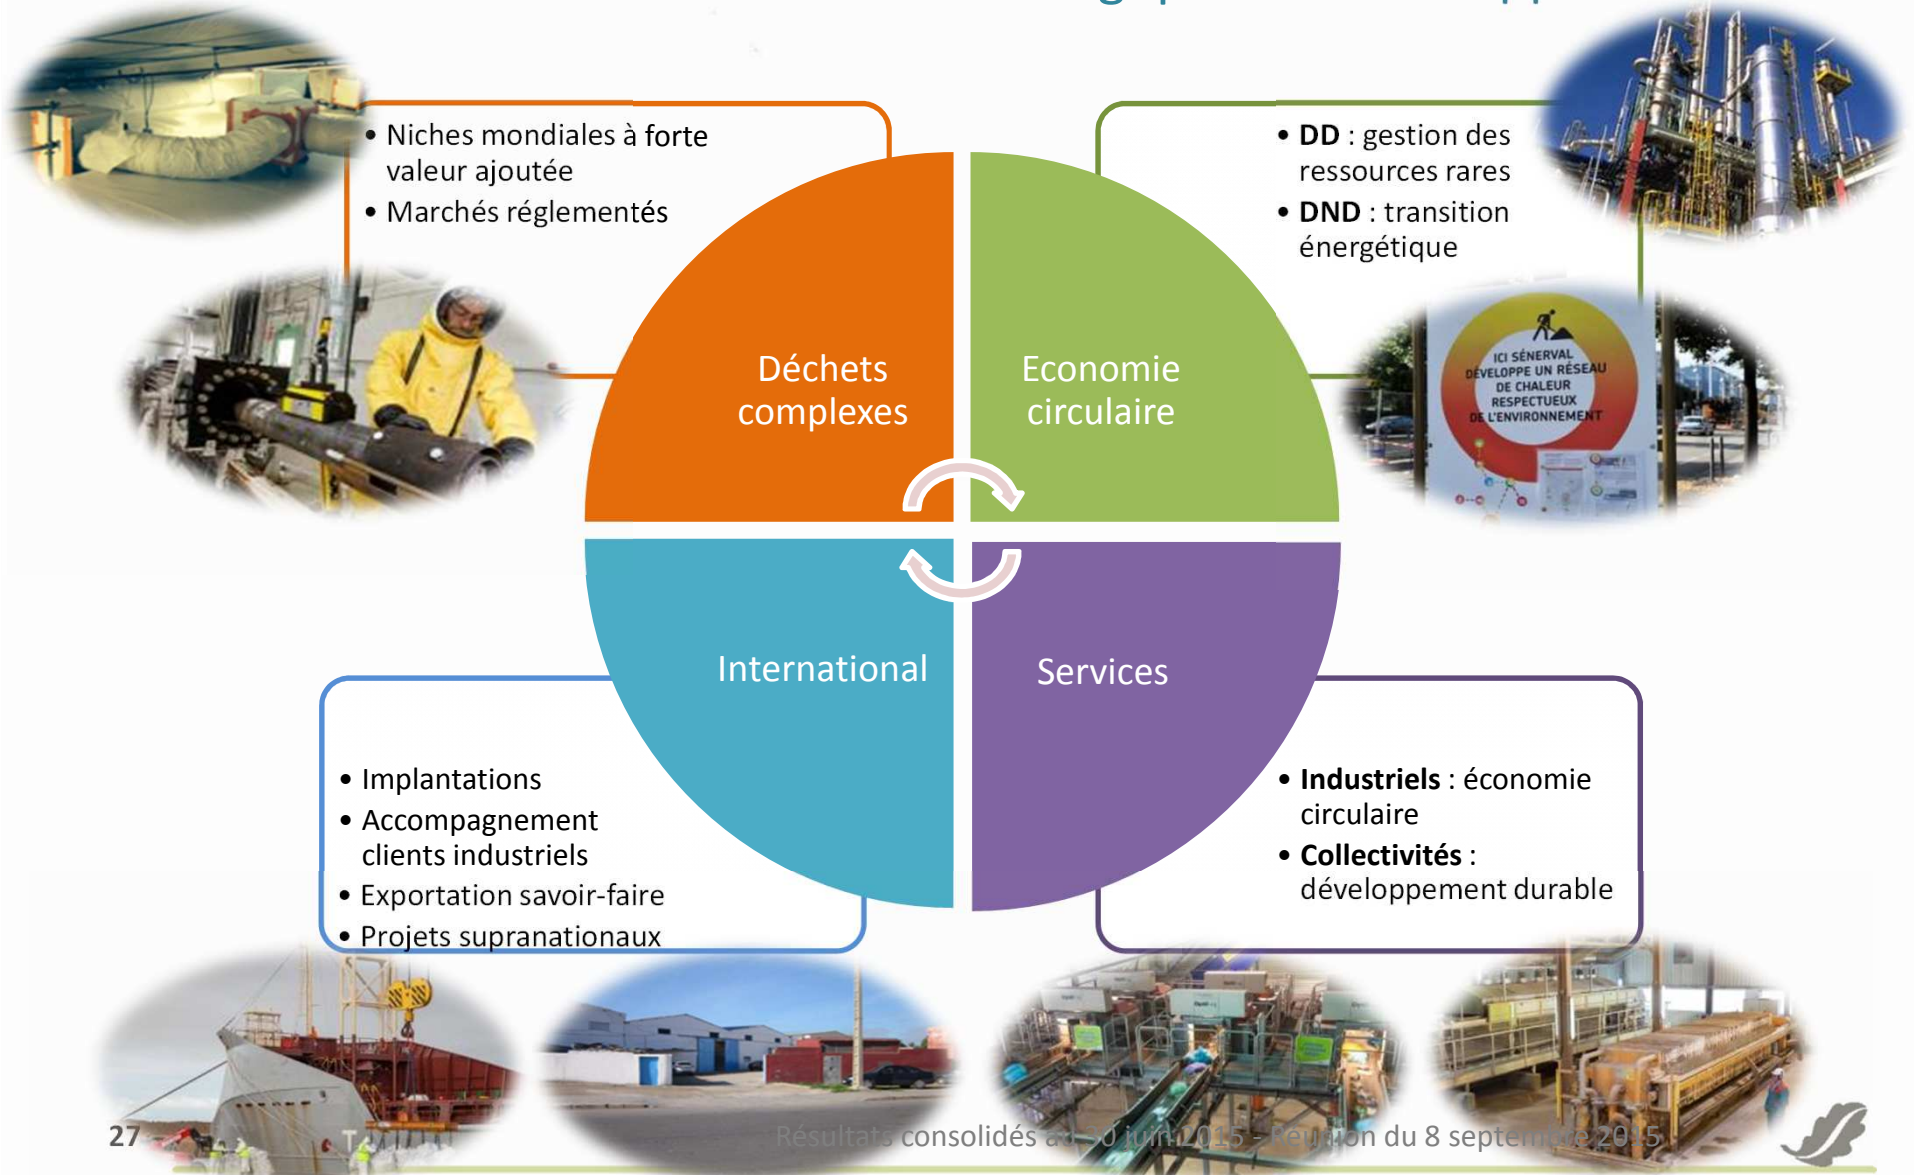 • Niches mondiales à forte
valeur ajoutée
• Marchés réglementés
• DD : gestion des
ressources rares
• DND : transition
énergétique
ICI SÉNERVAL
DÉVELOPPE UN RÉSEAU
DE CHALEUR
RESPECTUEUX
DE L'ENVIRONNEMENT
Déchets
complexes
Economie
circulaire
International
Services
• Implantations
• Accompagnement
clients industriels
• Exportation savoir-faire
• Projets supranationaux
• Industriels : économie
circulaire
• Collectivités :
développement durable
27
Résultats consolidés au 30 juin 2015 - Réunion du 8 septembre 2015